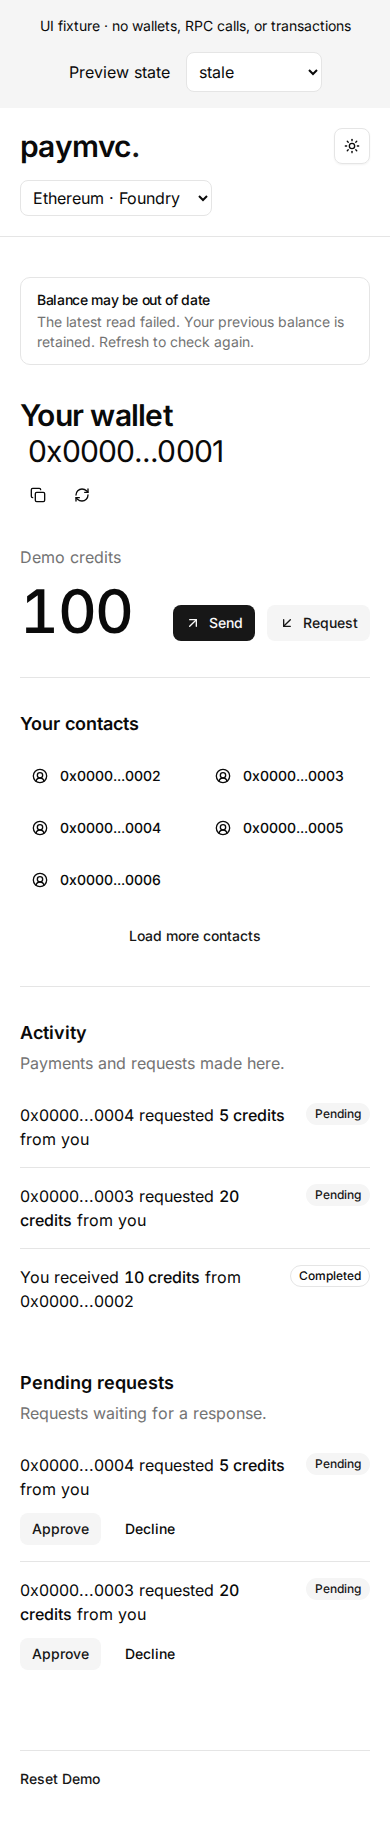 UI fixture · no wallets, RPC calls, or transactions
Preview state
stale
paymvc.
Ethereum · Foundry
Balance may be out of date
The latest read failed. Your previous balance is
retained. Refresh to check again.
Your wallet
0x0000...0001
Demo credits
100
Send
Request
Your contacts
0x0000...0002
0x0000...0003
0x0000...0004
0x0000...0005
0x0000...0006
Load more contacts
Activity
Payments and requests made here.
0x0000...0004 requested 5 credits
from you
Pending
0x0000...0003 requested 20
credits from you
Pending
You received 10 credits from
0x0000...0002
Completed
Pending requests
Requests waiting for a response.
0x0000...0004 requested 5 credits
from you
Pending
Approve
Decline
0x0000...0003 requested 20
credits from you
Pending
Approve
Decline
Reset Demo